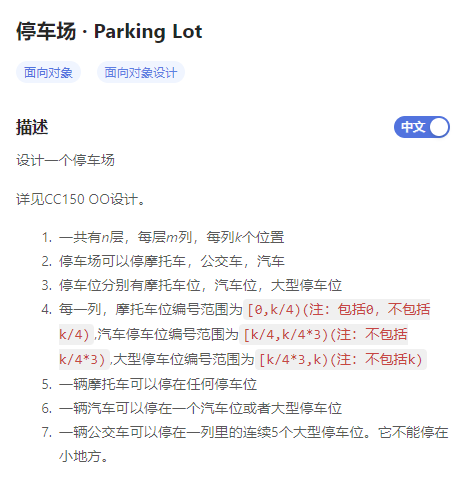 停车场 · Parking Lot
面向对象 面向对象设计
描述 中文
设计一个停车场
详见CC150 OO设计。
1. 一共有n层，每层m列，每列k个位置
2. 停车场可以停摩托车，公交车，汽车
3. 停车位分别有摩托车位，汽车位，大型停车位
4. 每一列，摩托车位编号范围为[0,k/4)(注：包括0，不包括
k/4),汽车停车位编号范围为[k/4,k/4*3)(注：不包括
k/4*3),大型停车位编号范围为[k/4*3,k)(注：不包括k)
5. 一辆摩托车可以停在任何停车位
6. 一辆汽车可以停在一个汽车位或者大型停车位
7. 一辆公交车可以停在一列里的连续5个大型停车位。它不能停在
小地方。